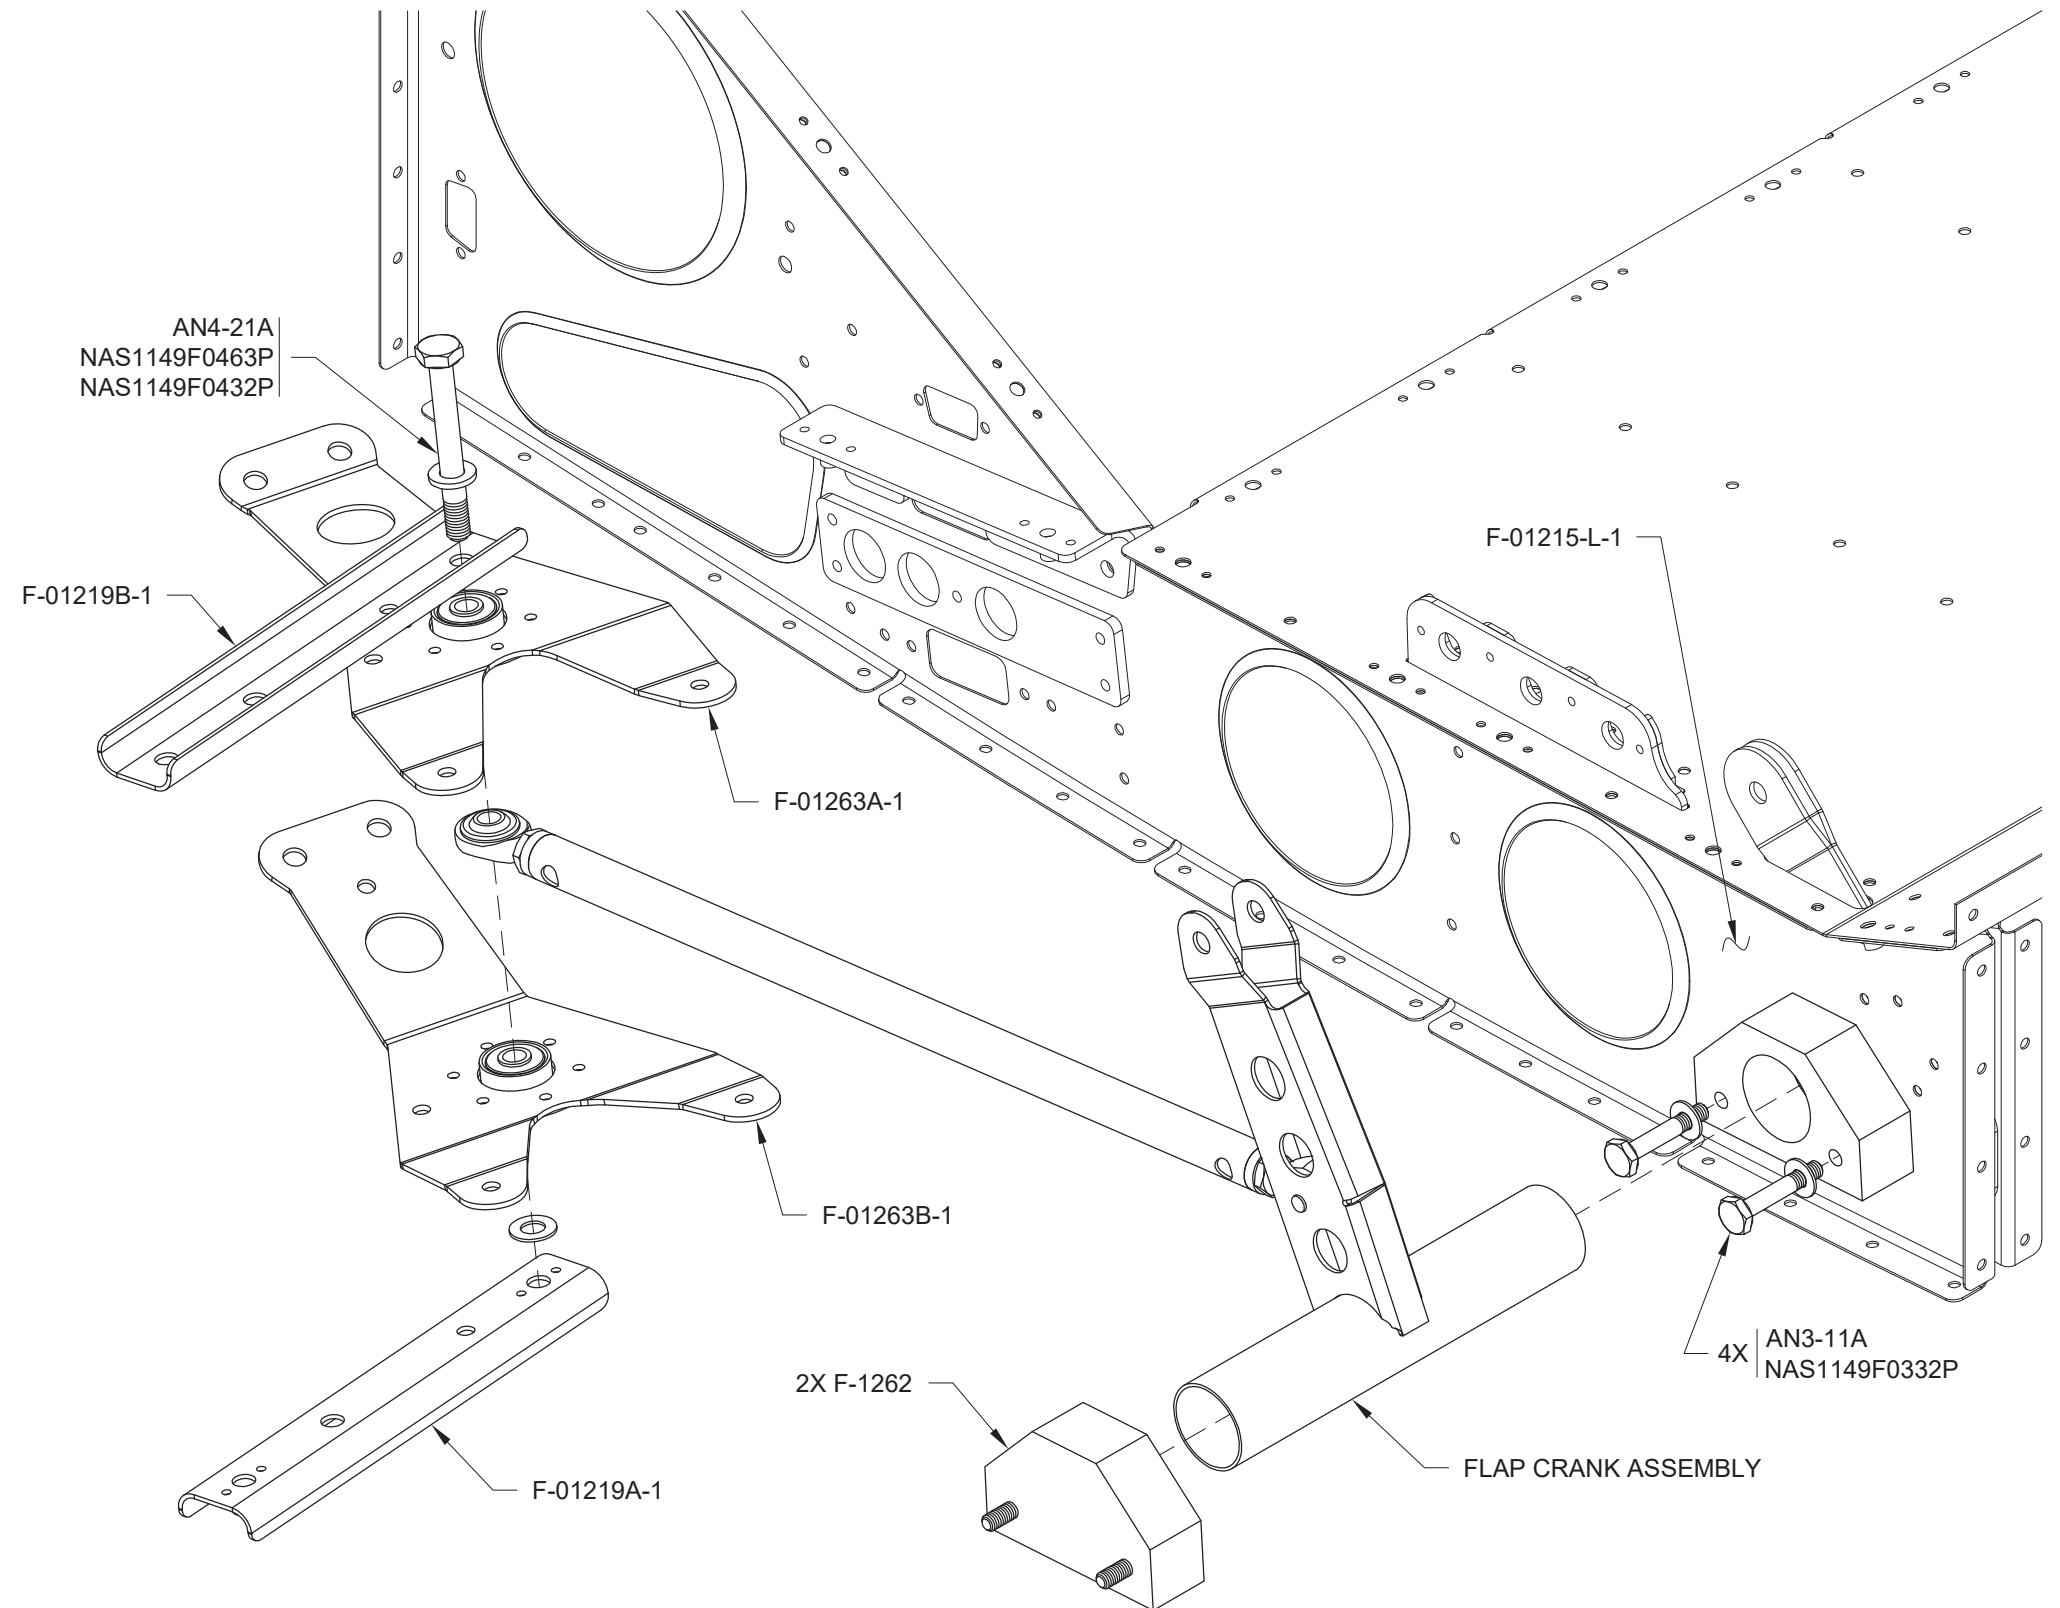 AN4-21A
NAS1149F0463P
NAS1149F0432P
F-01215-L-1
F-01219B-1
F-01263A-1
F-01263B-1
4X
AN3-11A
NAS1149F0332P
2X F-1262
FLAP CRANK ASSEMBLY
F-01219A-1